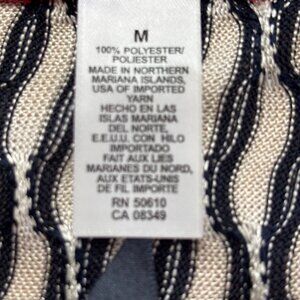 M
100% POLYESTER/
POLIESTER
MADE IN NORTHERN
MARIANA ISLANDS,
USA OF IMPORTED
YARN
HECHO EN LAS
ISLAS MARIANA
DEL NORTE,
E.E.U.U. CON HILO
IMPORTADO
FAIT AUX LIES
MARIANES DU NORD,
AUX ETATS-UNIS
DE FIL IMPORTE
RN 50610
CA 08349